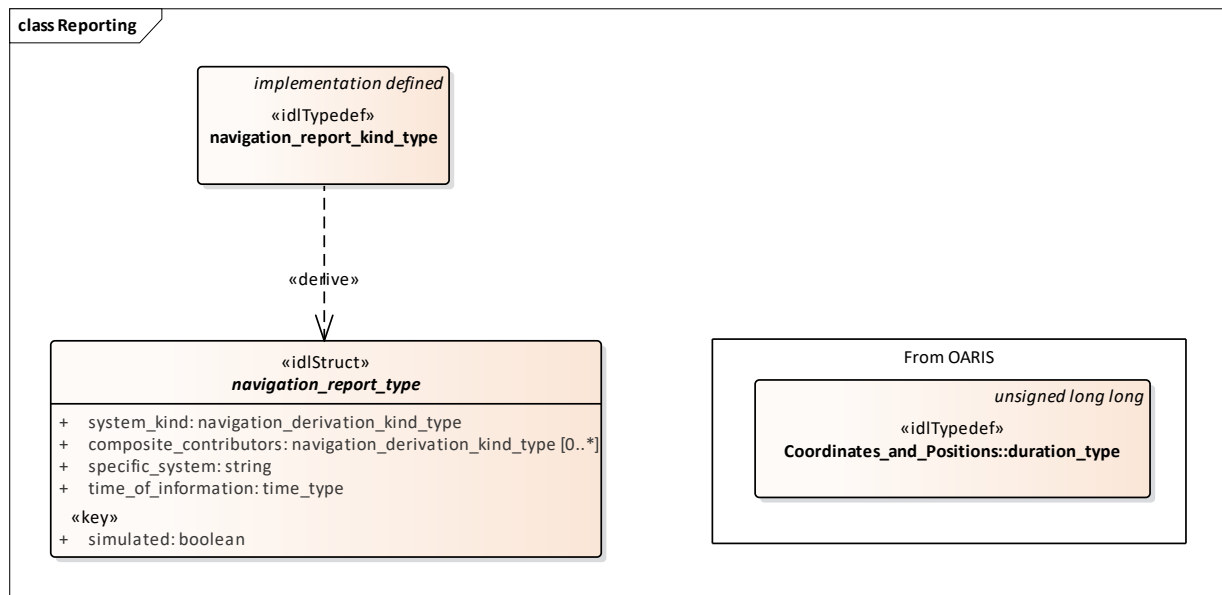 class Reporting
implementation defined
«idlTypedef»
navigation_report_kind_type
«derive»
«idlStruct»
navigation_report_type
+ system_kind: navigation_derivation_kind_type
+ composite_contributors: navigation_derivation_kind_type [0..*]
+ specific_system: string
+ time_of_information: time_type
«key»
+ simulated: boolean
From OARIS
unsigned long long
«idlTypedef»
Coordinates_and_Positions::duration_type